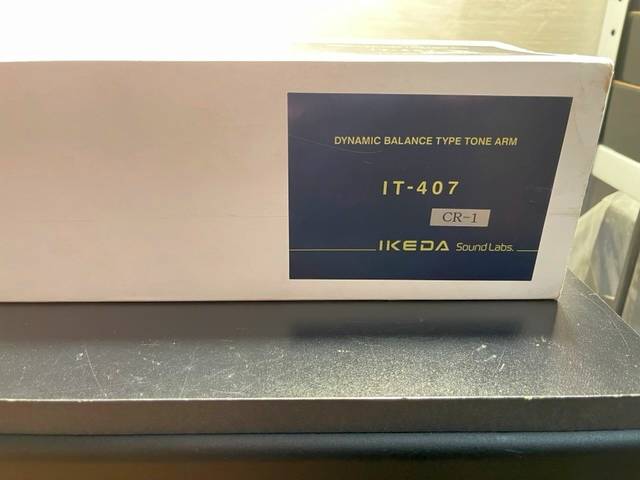 DYNAMIC BALANCE TYPE TONE ARM
IT-407
CR-1
IKEDA Sound Labs.